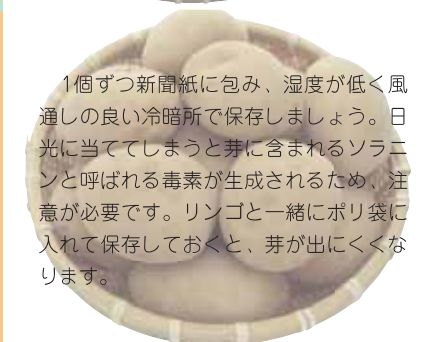 1個ずつ新聞紙に包み、湿度が低く風
通しの良い冷暗所で保存しましょう。日
光に当ててしまうと芽に含まれるソラニ
ンと呼ばれる毒素が生成されるため、注
意が必要です。リンゴと一緒にポリ袋に
入れて保存しておくと、芽が出にくくな
ります。